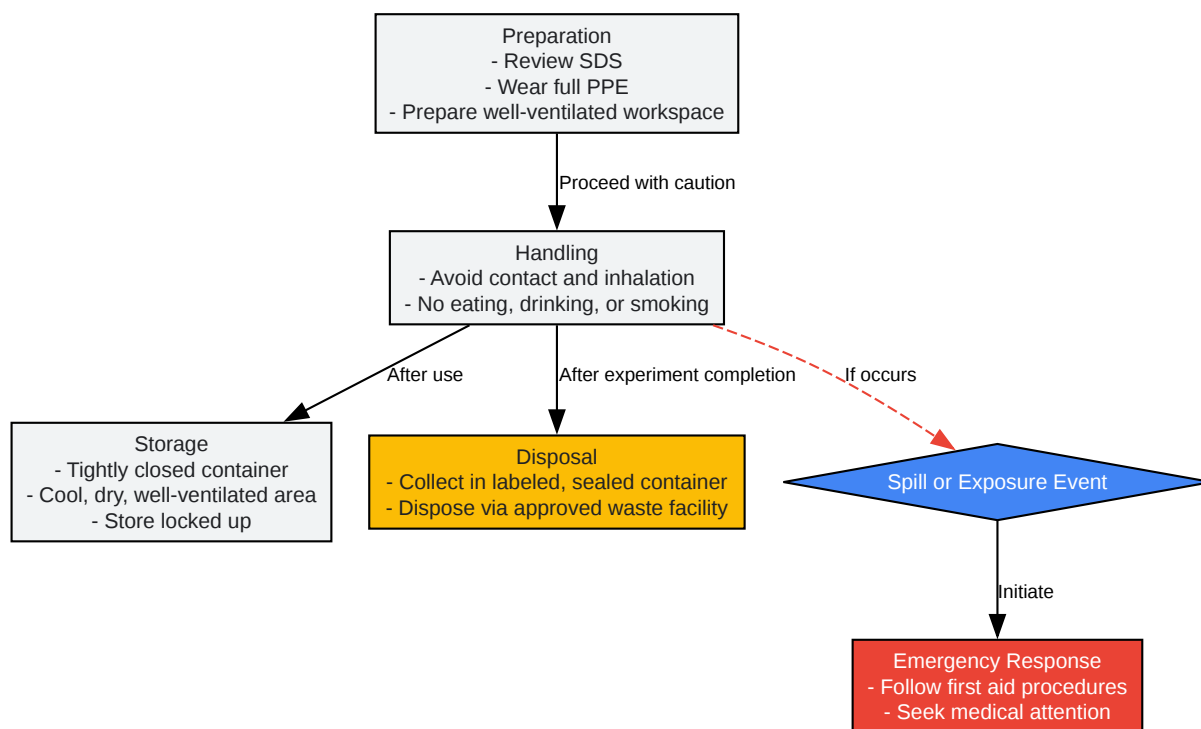 Preparation
- Review SDS
- Wear full PPE
- Prepare well-ventilated workspace
Proceed with caution
Handling
- Avoid contact and inhalation
- No eating, drinking, or smoking
After use
After experiment completion
If occurs
Storage
- Tightly closed container
- Cool, dry, well-ventilated area
- Store locked up
Disposal
- Collect in labeled, sealed container
- Dispose via approved waste facility
Spill or Exposure Event
Initiate
Emergency Response
- Follow first aid procedures
- Seek medical attention